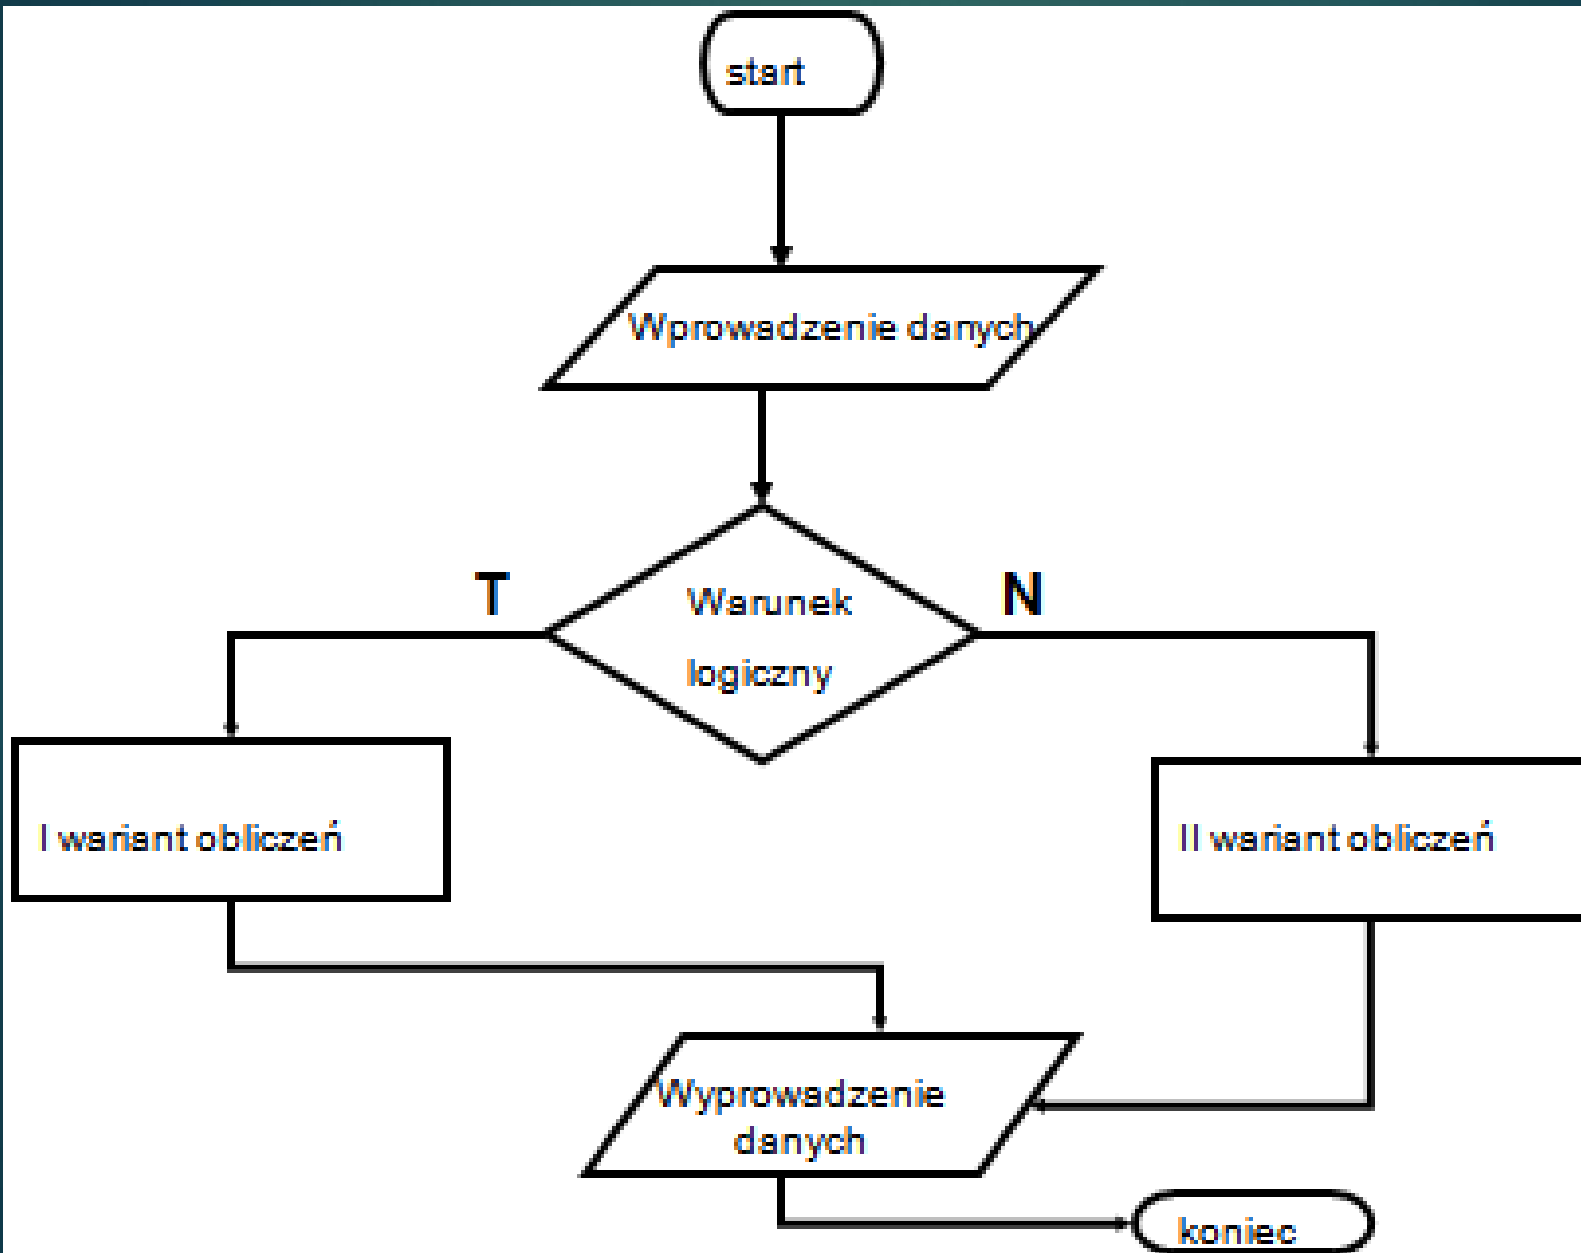 start
Wprowadzenie danych
T
N
Warunek
logiczny
I wariant obliczeń
II wariant obliczeń
Wyprowadzenie
danych
koniec